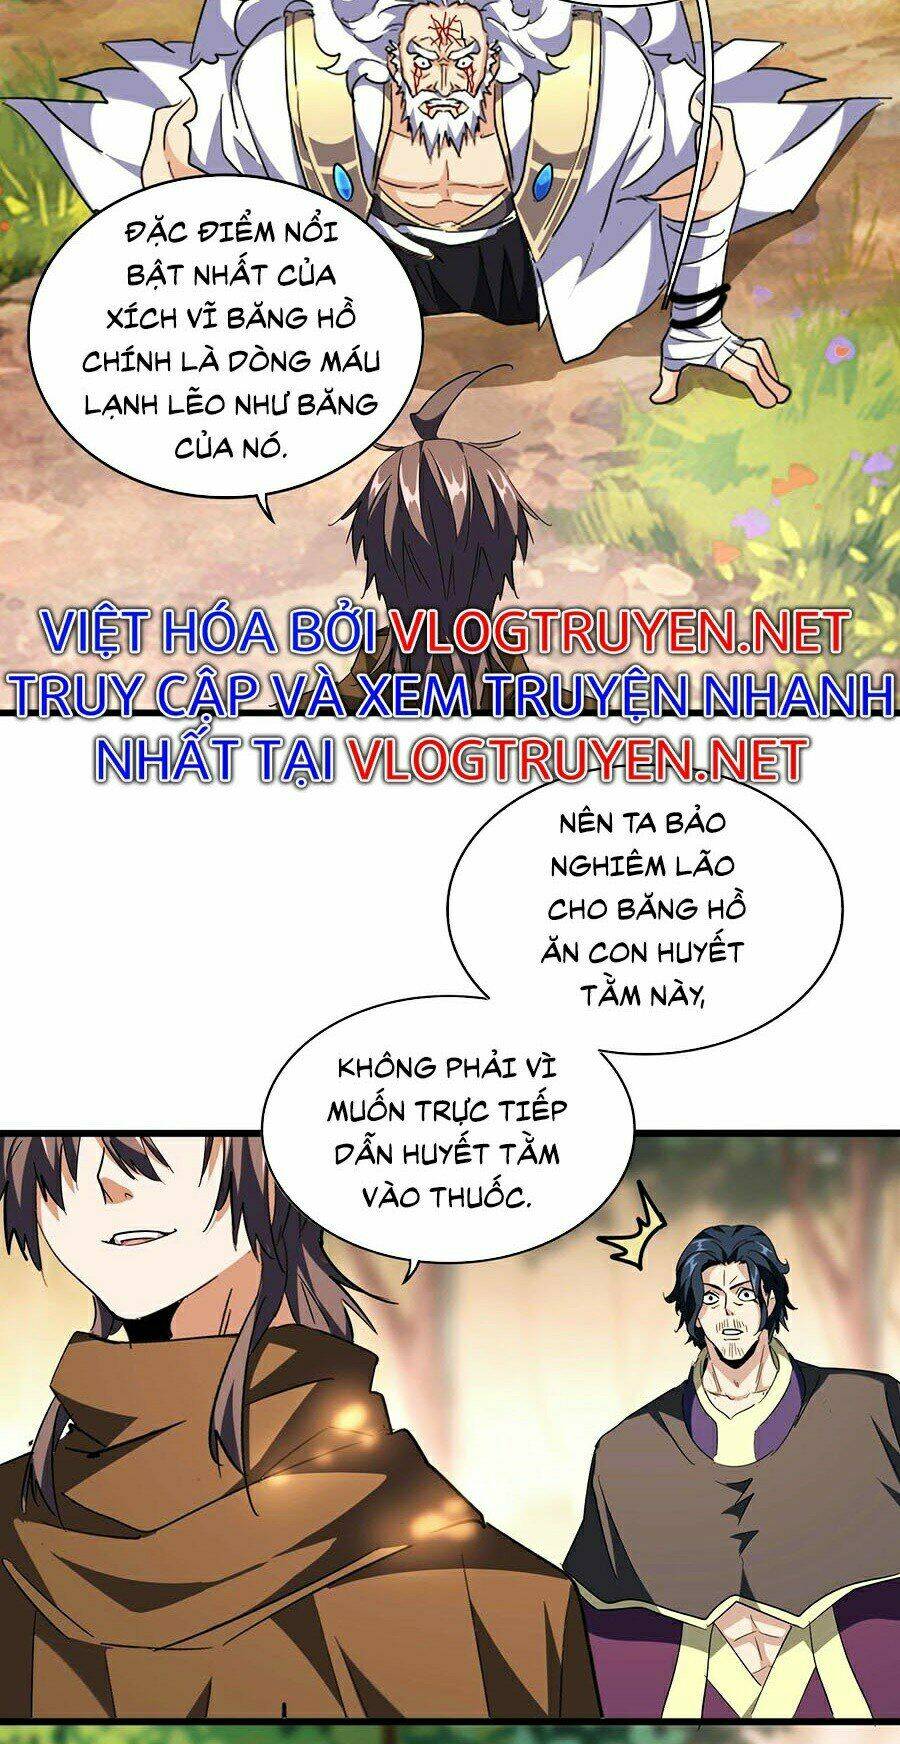 ĐẶC ĐIỂM NỔI
BẬT NHẤT CỦA
XÍCH VĨ BĂNG HỒ
CHÍNH LÀ DÒNG MÁU
LẠNH LẼO NHƯ BĂNG
CỦA NÓ.
VIỆT HÓA BỞI VLOGTRUYEN.NET
TRUY CẬP VÀ XEM TRUYỆN NHANH
NHẤT TẠI VLOGTRUYEN.NET
NÊN TA BẢO
NGHIÊM LÃO
CHO BĂNG HỒ
ĂN CON HUYẾT
TẰM NÀY,
KHÔNG PHẢI VÌ
MUỐN TRỰC TIẾP
DẪN HUYẾT TẰM
VÀO THUỐC.